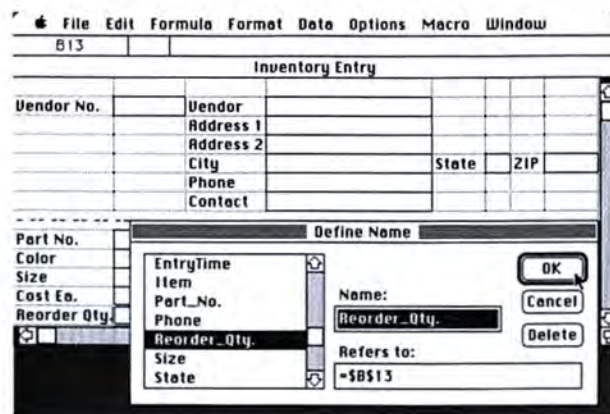 File Edit Formula Format Data Options Macro Window
B13
Inventory Entry
Vendor No. Vendor
Address 1
Address 2
City State ZIP
Phone
Contact
Part No.
Color
Size
Cost Ea.
Reorder Qty.
Define Name
EntryTime
Item
Part_No.
Phone
Reorder_Qty.
Size
State
Name:
Reorder_Qty.
Refers to:
=$B$13
OK
Cancel
Delete